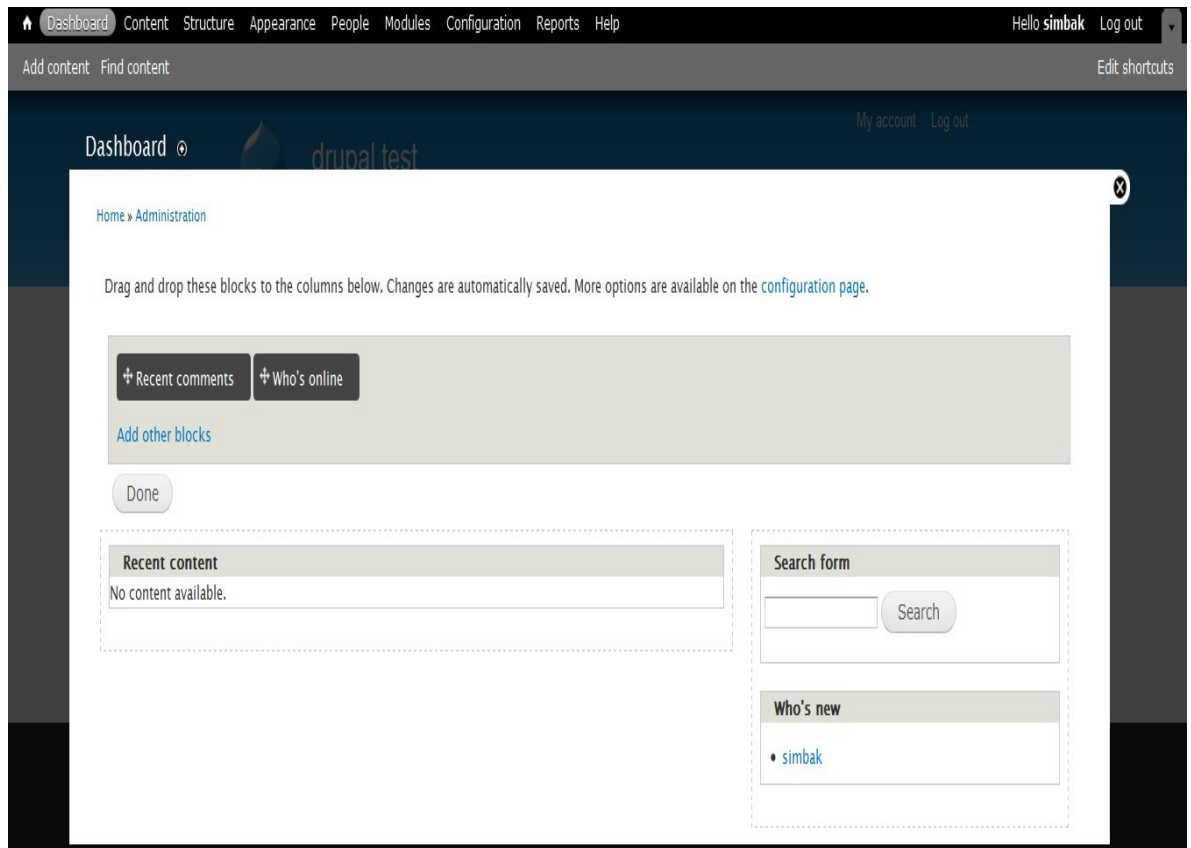 Dashboard Content Structure Appearance People Modules Configuration Reports Help Hello simbak Log out
Add content Find content Edit shortcuts
My account Log out
Dashboard
drupal test
Home » Administration
Drag and drop these blocks to the columns below. Changes are automatically saved. More options are available on the configuration page.
Recent comments Who's online
Add other blocks
Done
Recent content
No content available.
Search form
Search
Who's new
• simbak